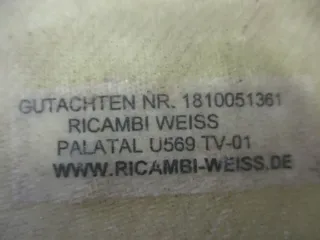 GUTACHTEN NR. 1810051361
RICAMBI WEISS
PALATAL U569 TV-01
WWW.RICAMBI-WEISS.DE